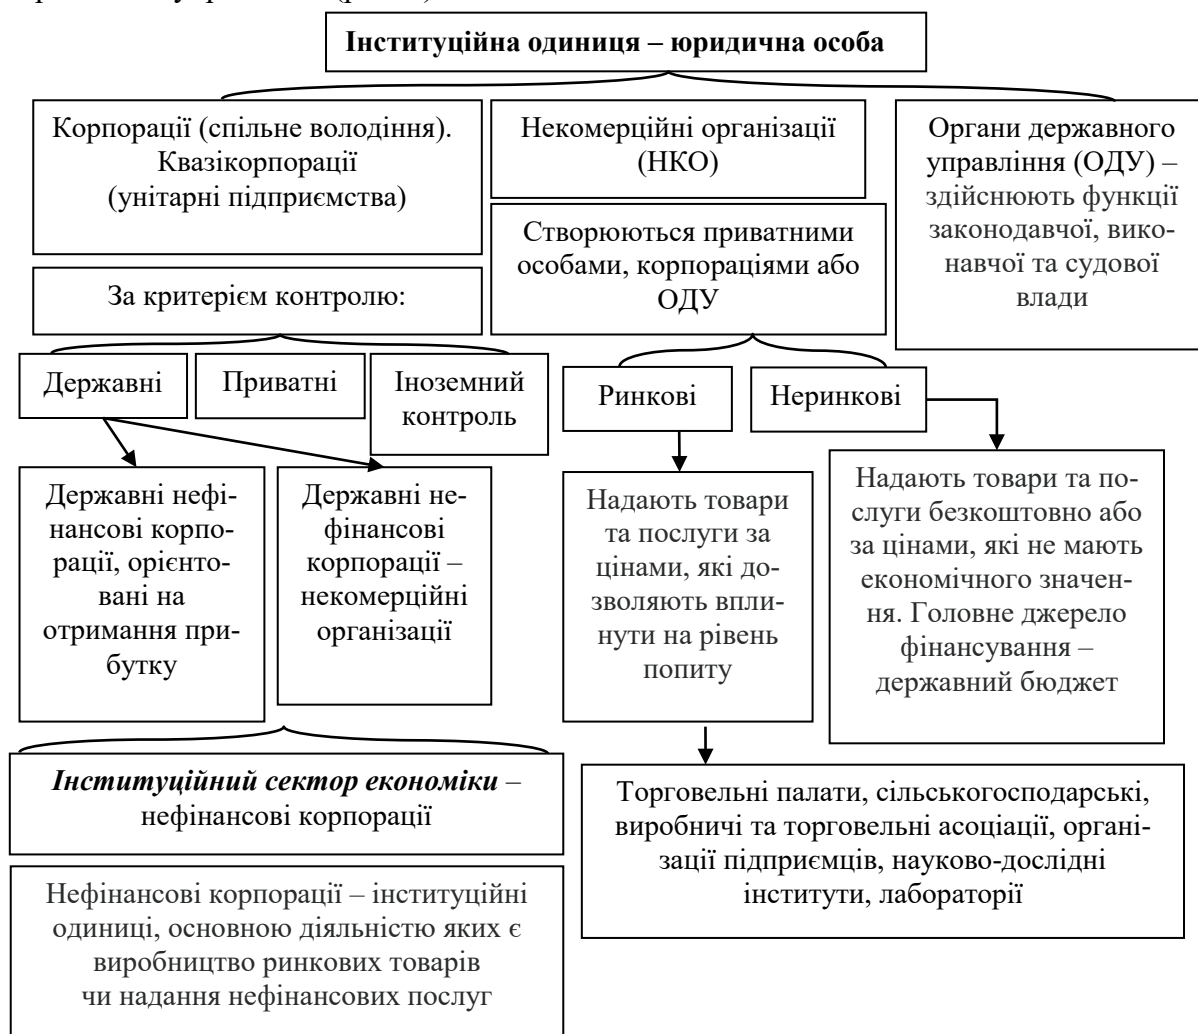 Інституційна одиниця – юридична особа
Корпорації (спільне володіння).
Квазікорпорації
(унітарні підприємства)
Некомерційні організації
(НКО)
Органи державного
управління (ОДУ) –
здійснюють функції
законодавчої, вико-
навчої та судової
влади
Створюються приватними
особами, корпораціями або
ОДУ
За критерієм контролю:
Державні
Приватні
Іноземний
контроль
Ринкові
Неринкові
Державні нефі-
нансові корпо-
рації, орієнто-
вані на
отримання при-
бутку
Державні не-
фінансові
корпорації –
некомерційні
організації
Надають товари
та послуги за
цінами, які до-
зволяють впли-
нути на рівень
попиту
Надають товари та по-
слуги безкоштовно або
за цінами, які не мають
економічного значен-
ня. Головне джерело
фінансування –
державний бюджет
Інституційний сектор економіки –
нефінансові корпорації
Торговельні палати, сільськогосподарські,
виробничі та торговельні асоціації, органі-
зації підприємців, науково-дослідні
інститути, лабораторії
Нефінансові корпорації – інституційні
одиниці, основною діяльністю яких є
виробництво ринкових товарів
чи надання нефінансових послуг